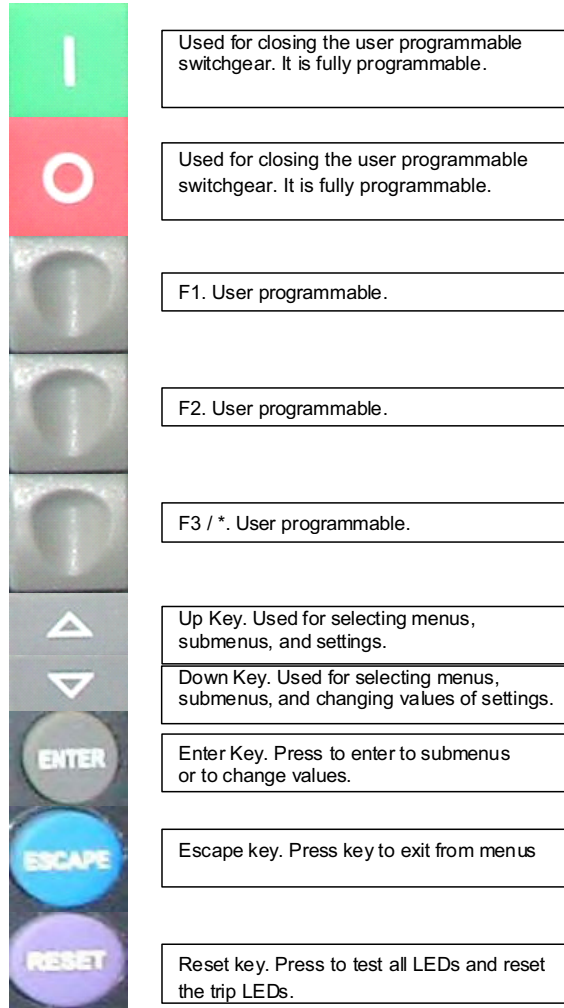 I
Used for closing the user programmable
switchgear. It is fully programmable.
O
Used for closing the user programmable
switchgear. It is fully programmable.
F1. User programmable.
F2. User programmable.
F3 / *. User programmable.
Up Key. Used for selecting menus,
submenus, and settings.
Down Key. Used for selecting menus,
submenus, and changing values of settings.
ENTER
Enter Key. Press to enter to submenus
or to change values.
ESCAPE
Escape key. Press key to exit from menus
RESET
Reset key. Press to test all LEDs and reset
the trip LEDs.